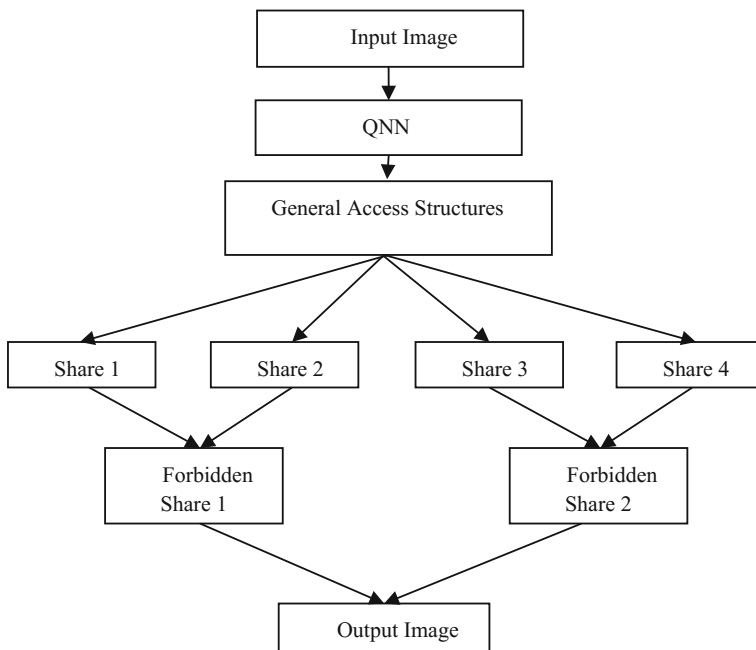 Input Image
QNN
General Access Structures
Share 1
Share 2
Share 3
Share 4
Forbidden
Share 1
Forbidden
Share 2
Output Image